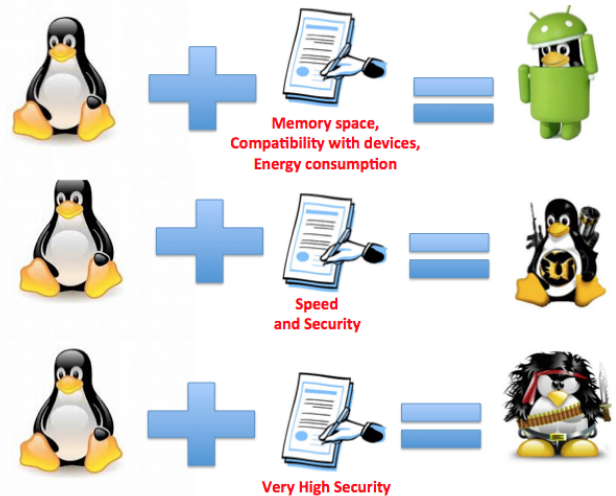 Memory space,
Compatibility with devices,
Energy consumption
Speed
and Security
Very High Security